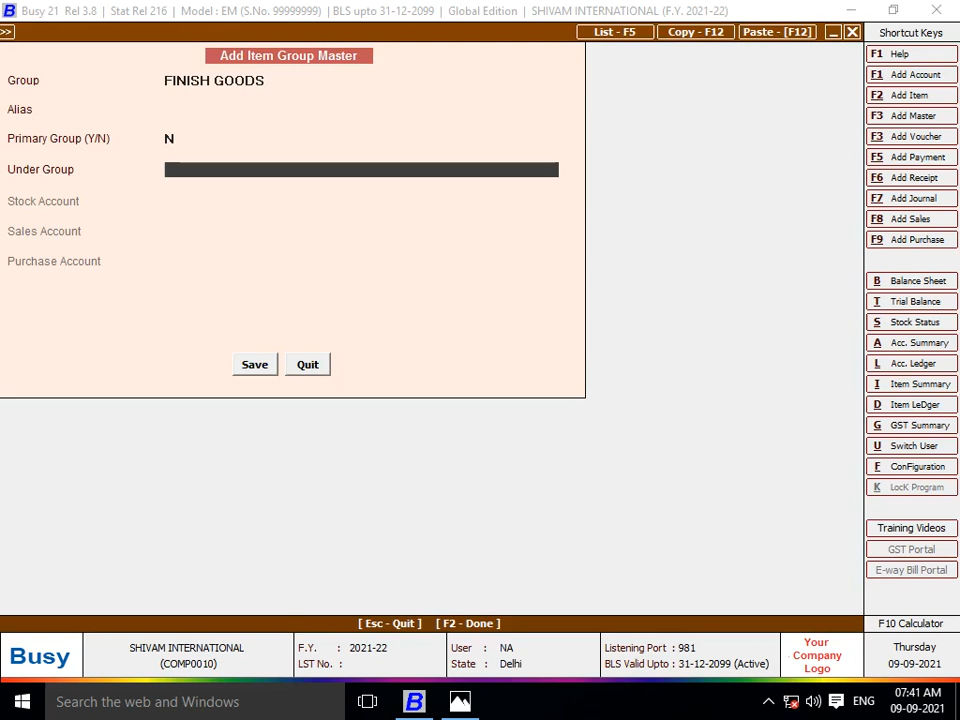 Busy 21 Rel 3.8 | Stat Rel 216 | Model : EM (S.No. 99999999) | BLS upto 31-12-2099 | Global Edition | SHIVAM INTERNATIONAL (F.Y. 2021-22)
>> List - F5 Copy - F12 Paste - [F12]
Add Item Group Master
Group FINISH GOODS
Alias
Primary Group (Y/N) N
Under Group
Stock Account
Sales Account
Purchase Account
Save Quit
Shortcut Keys
F1 Help
F1 Add Account
F2 Add Item
F3 Add Master
F3 Add Voucher
F5 Add Payment
F6 Add Receipt
F7 Add Journal
F8 Add Sales
F9 Add Purchase
B Balance Sheet
T Trial Balance
S Stock Status
A Acc. Summary
L Acc. Ledger
I Item Summary
D Item LeDger
G GST Summary
U Switch User
F ConFiguration
K LocK Program
Training Videos
GST Portal
E-way Bill Portal
[ Esc - Quit ] [ F2 - Done ]
F10 Calculator
Busy
SHIVAM INTERNATIONAL
(COMP0010)
F.Y. : 2021-22
LST No. :
User : NA
State : Delhi
Listening Port : 981
BLS Valid Upto : 31-12-2099 (Active)
Your
Company
Logo
Thursday
09-09-2021
Search the web and Windows
B
ENG
07:41 AM
09-09-2021